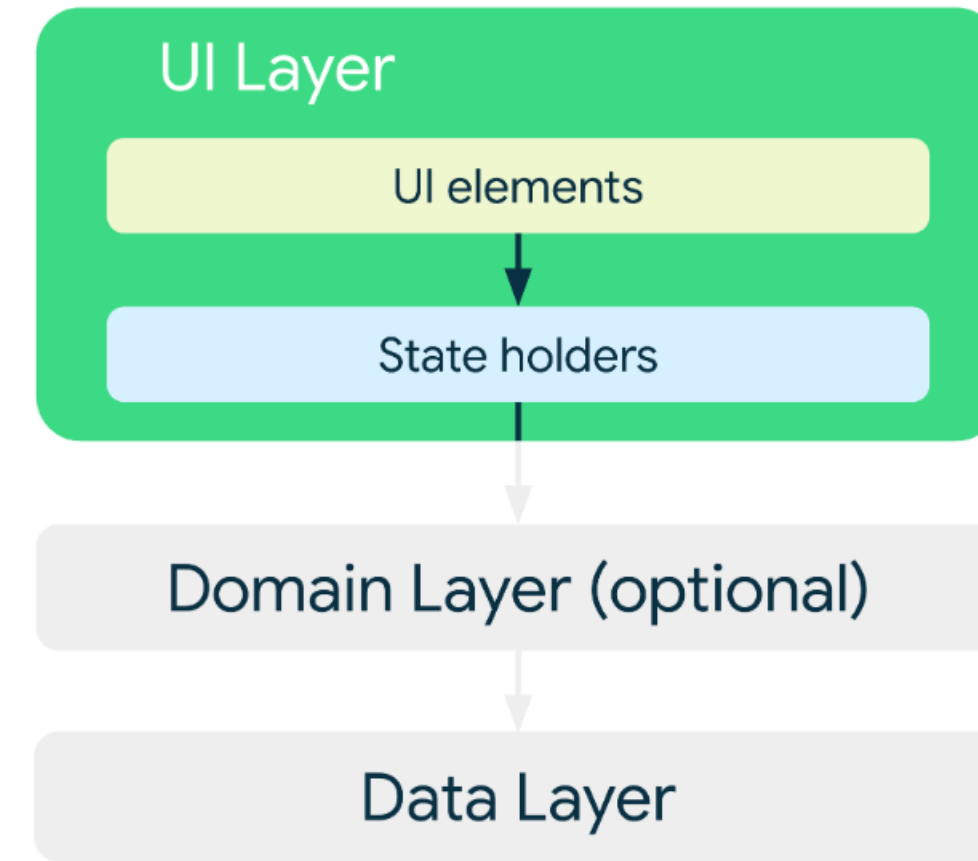 UI Layer
UI elements
State holders
Domain Layer (optional)
Data Layer